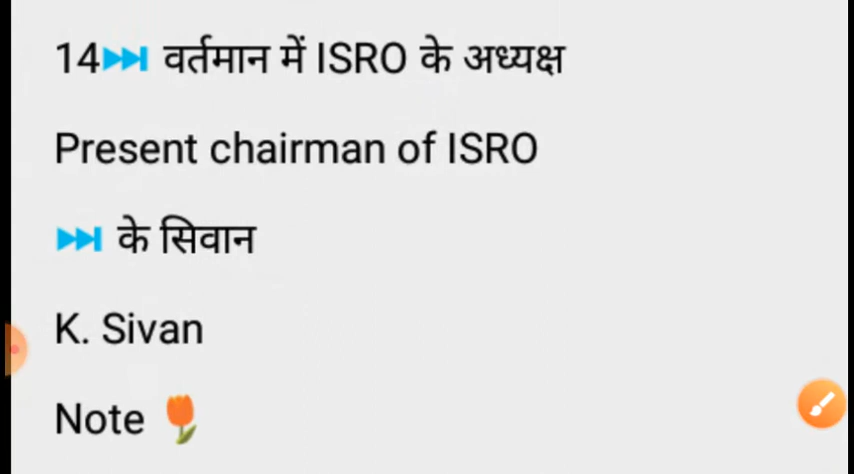 14⏭ वर्तमान में ISRO के अध्यक्ष
Present chairman of ISRO
⏭ के सिवान
K. Sivan
Note 🌷